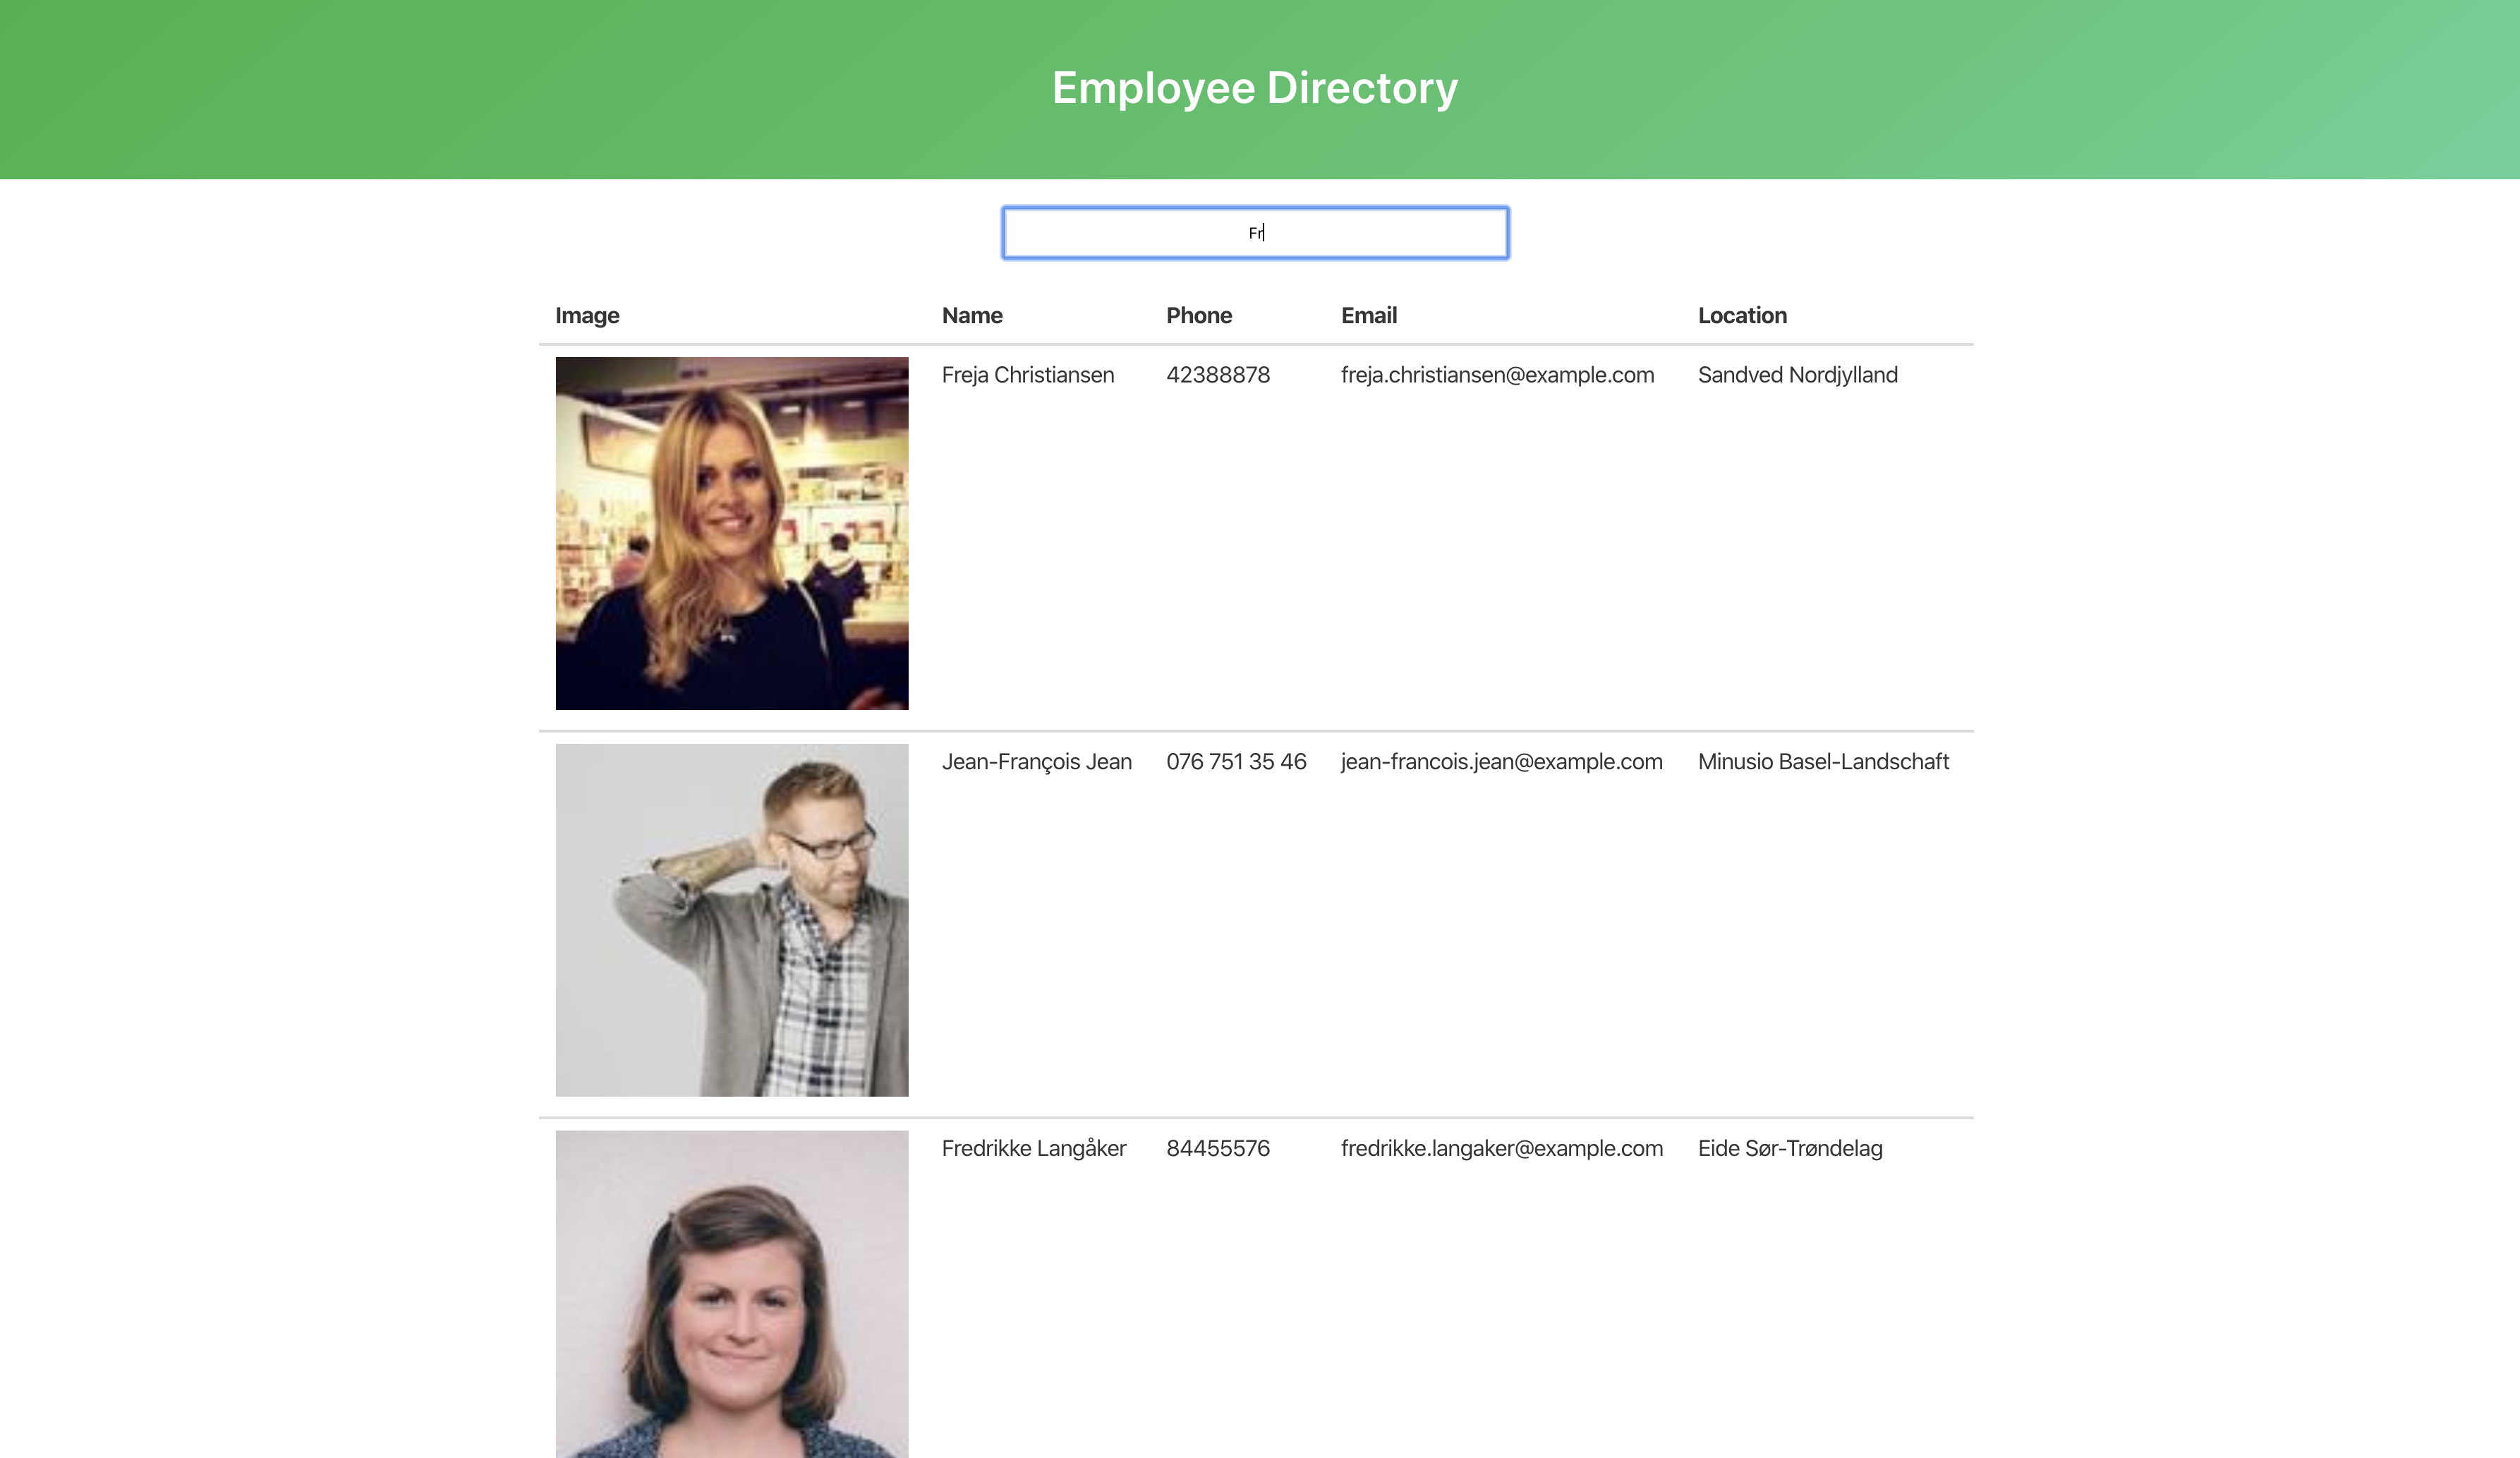 Employee Directory
Fr
Image Name Phone Email Location
Freja Christiansen 42388878 freja.christiansen@example.com Sandved Nordjylland
Jean-François Jean 076 751 35 46 jean-francois.jean@example.com Minusio Basel-Landschaft
Fredrikke Langåker 84455576 fredrikke.langaker@example.com Eide Sør-Trøndelag